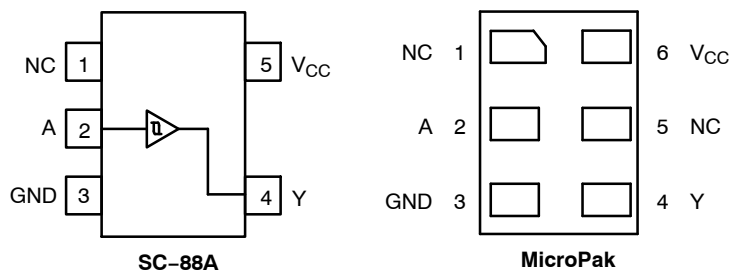 NC 1 5 VCC
A 2
GND 3 4 Y
SC−88A
NC 1 6 VCC
A 2 5 NC
GND 3 4 Y
MicroPak